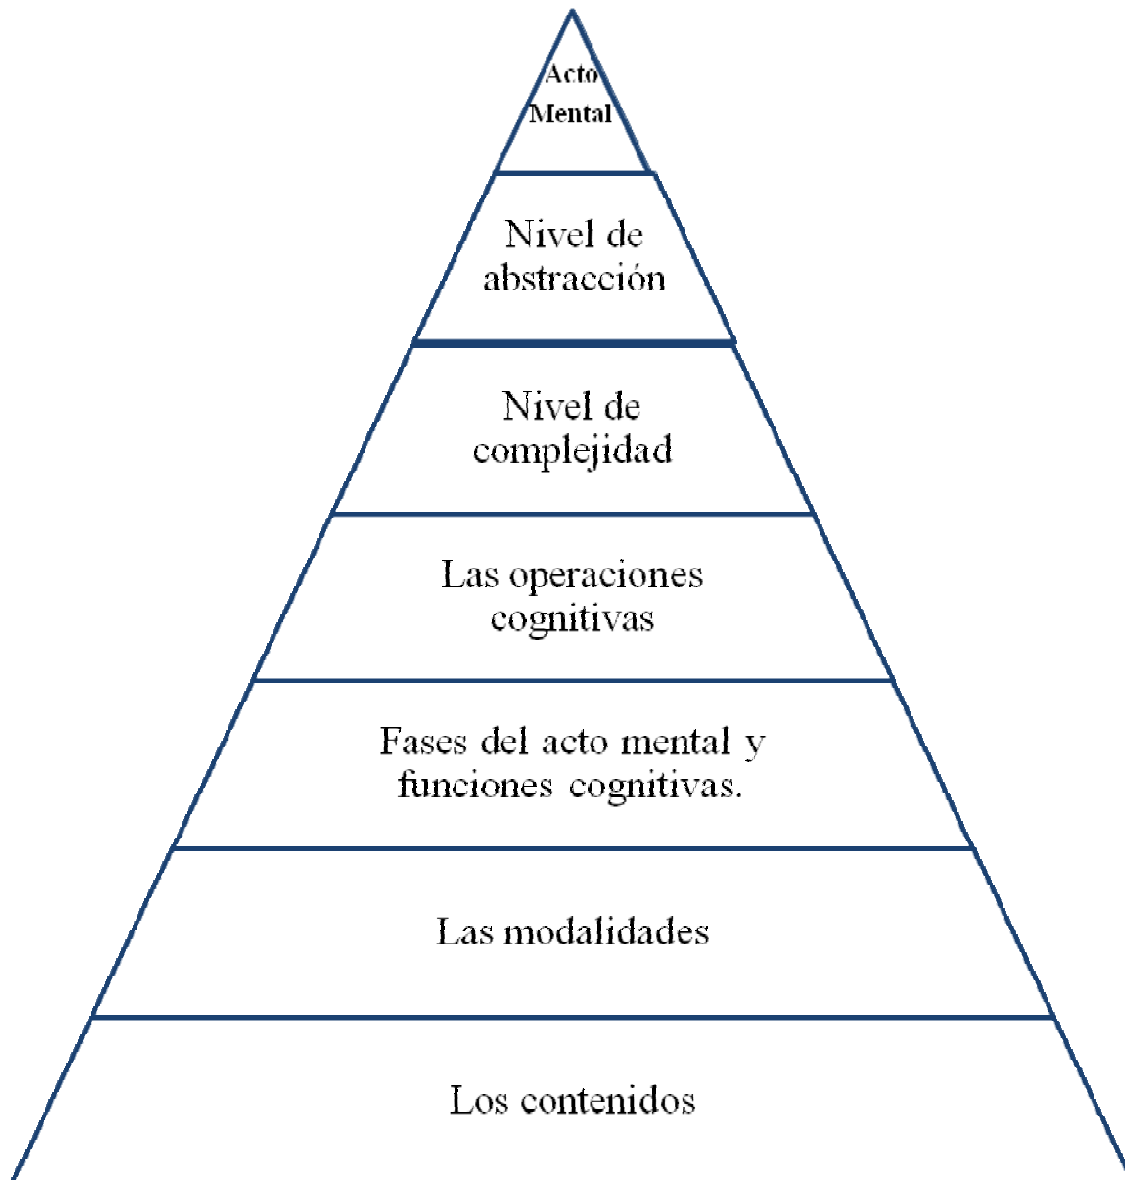 Acto
Mental
Nivel de
abstracción
Nivel de
complejidad
Las operaciones
cognitivas
Fases del acto mental y
funciones cognitivas.
Las modalidades
Los contenidos